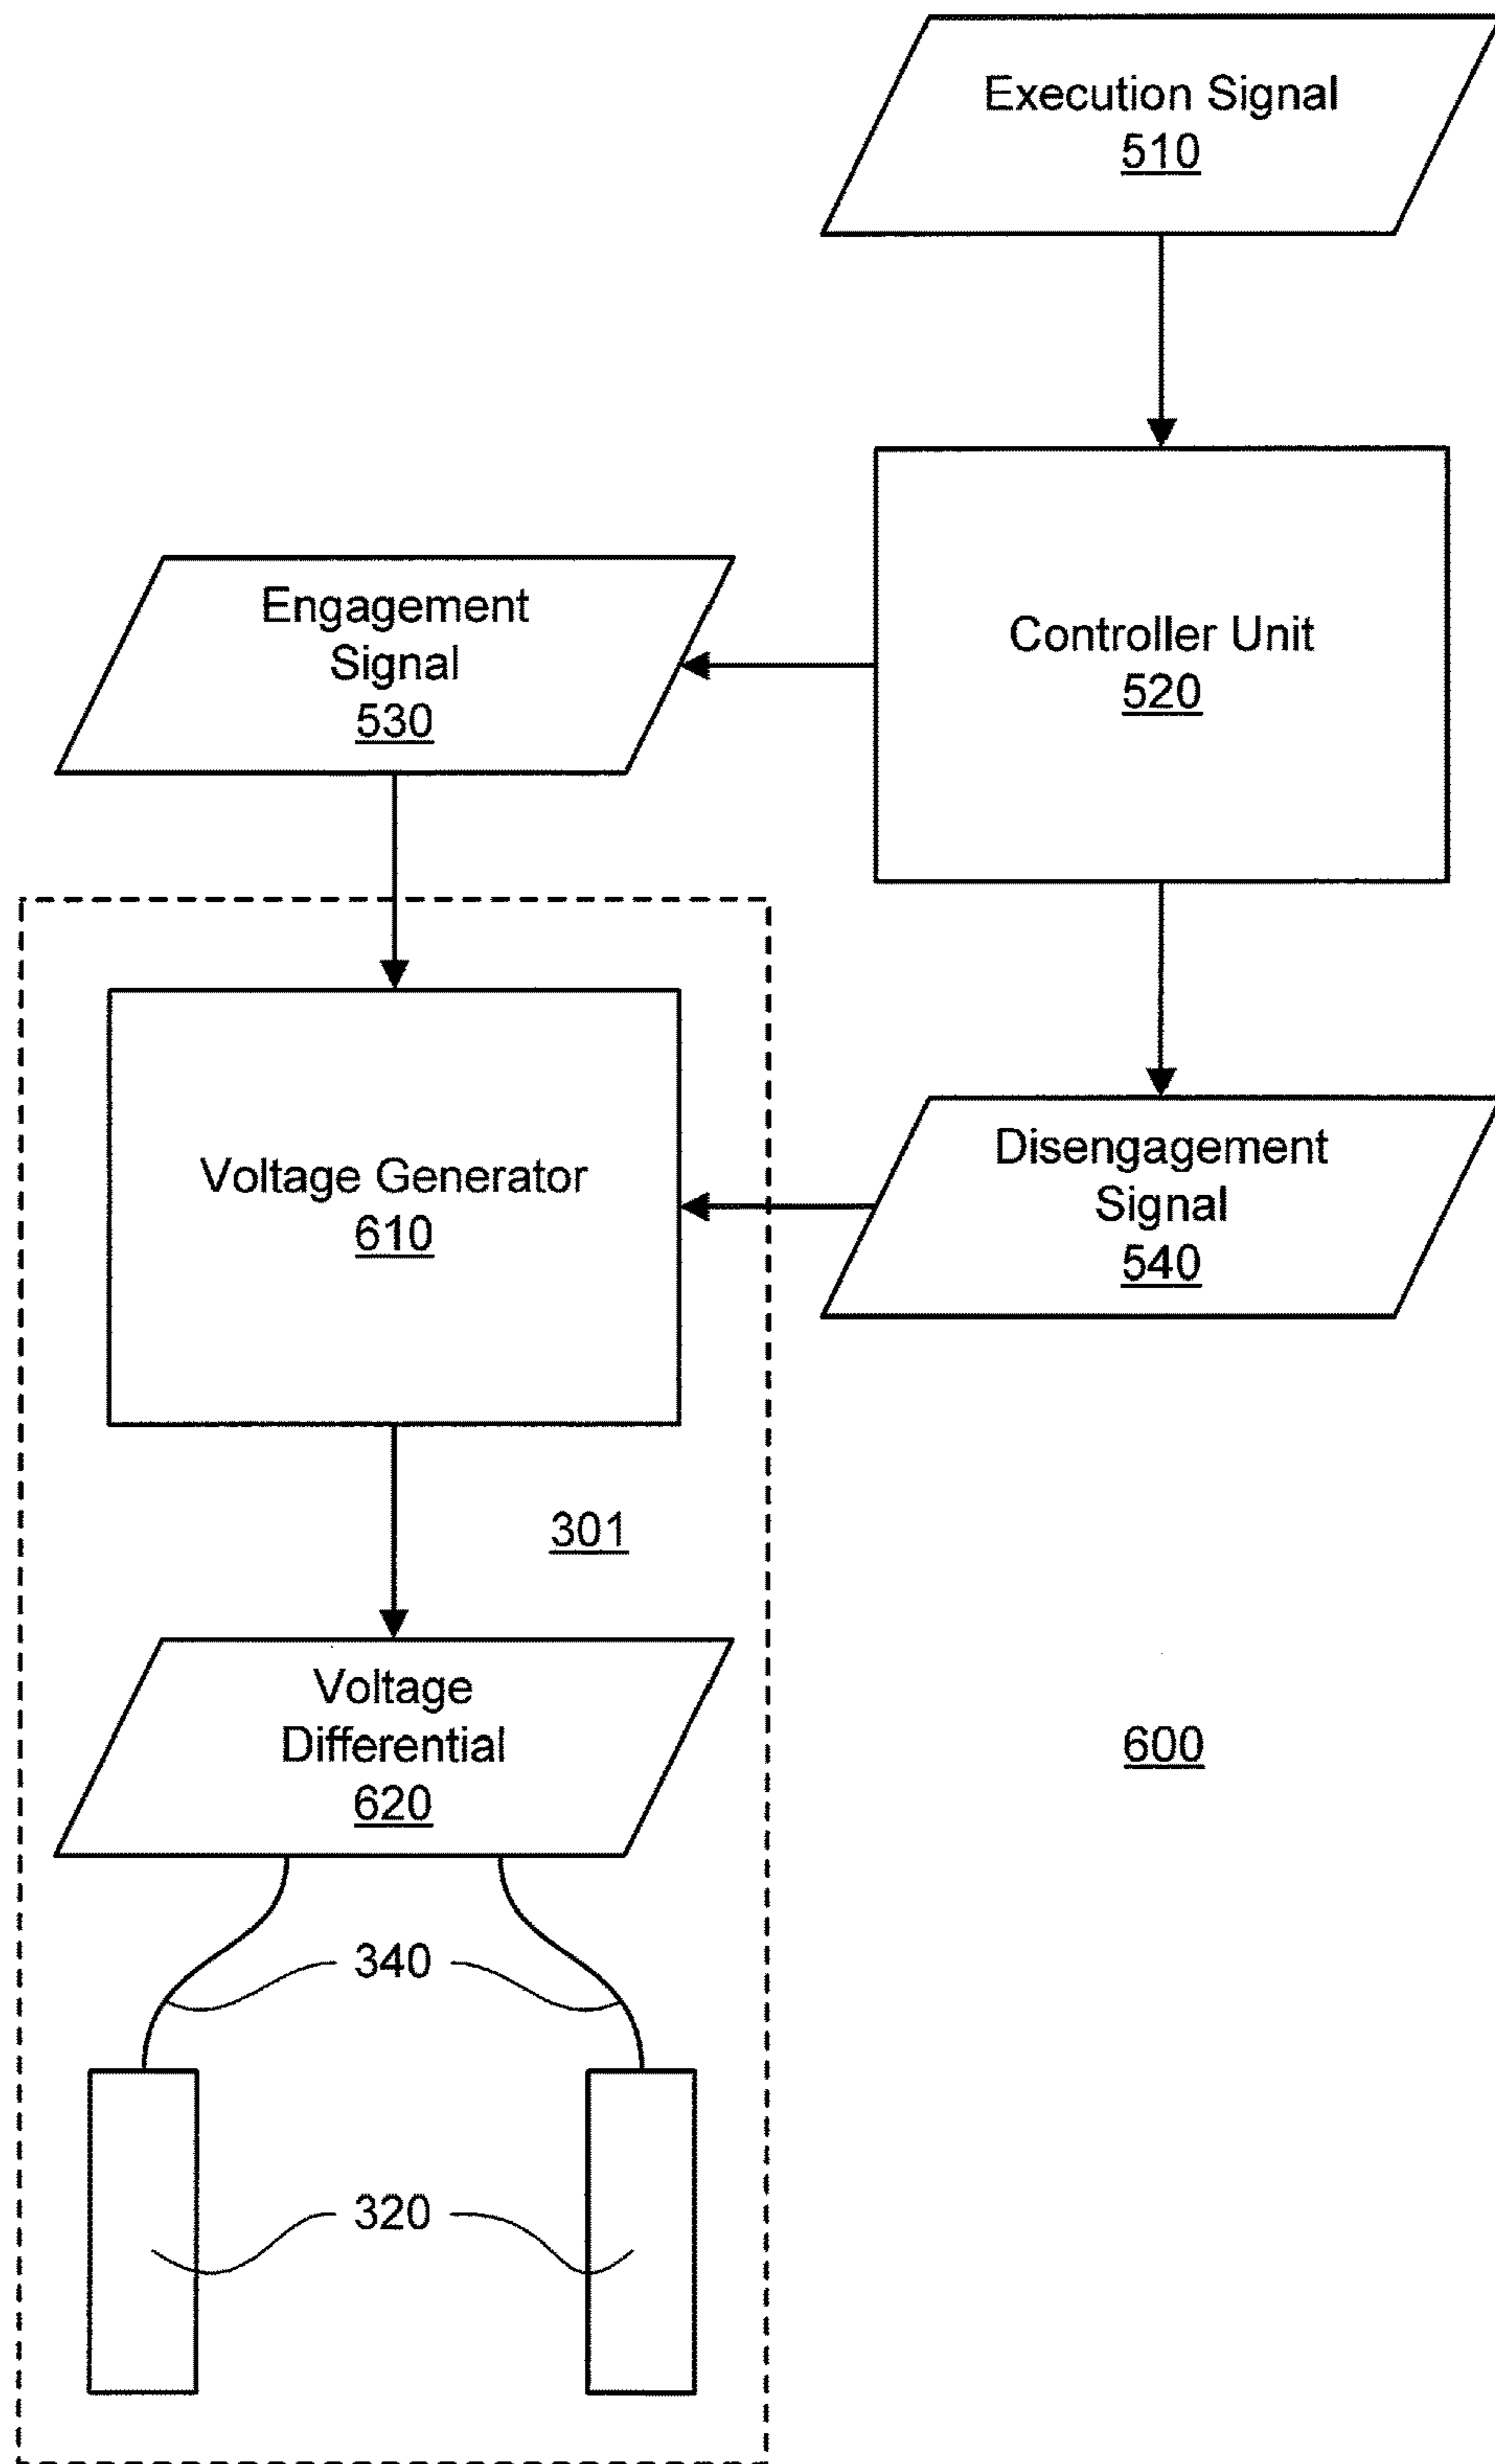 Execution Signal
510
Engagement
Signal
530
Controller Unit
520
Voltage Generator
610
Disengagement
Signal
540
301
Voltage
Differential
620
600
340
320